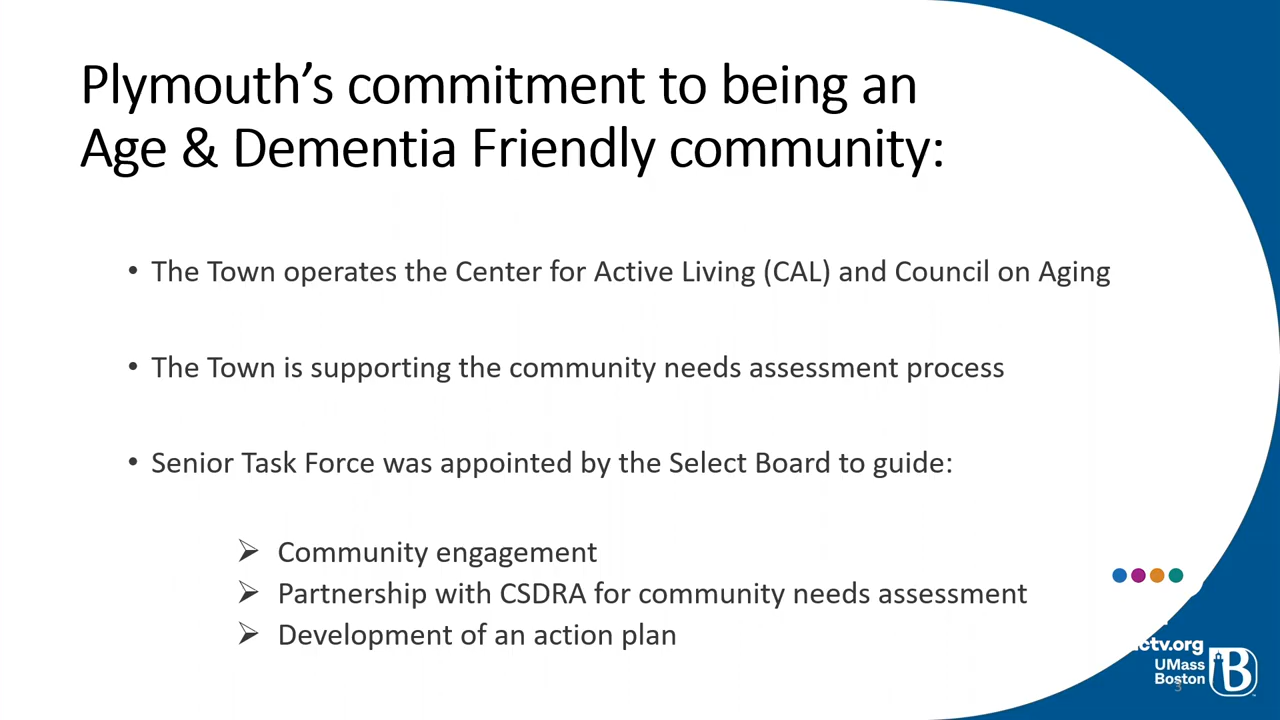 Plymouth’s commitment to being an
Age & Dementia Friendly community:
• The Town operates the Center for Active Living (CAL) and Council on Aging
• The Town is supporting the community needs assessment process
• Senior Task Force was appointed by the Select Board to guide:
➢ Community engagement
➢ Partnership with CSDRA for community needs assessment
➢ Development of an action plan
ctv.org
UMass
Boston
B
3